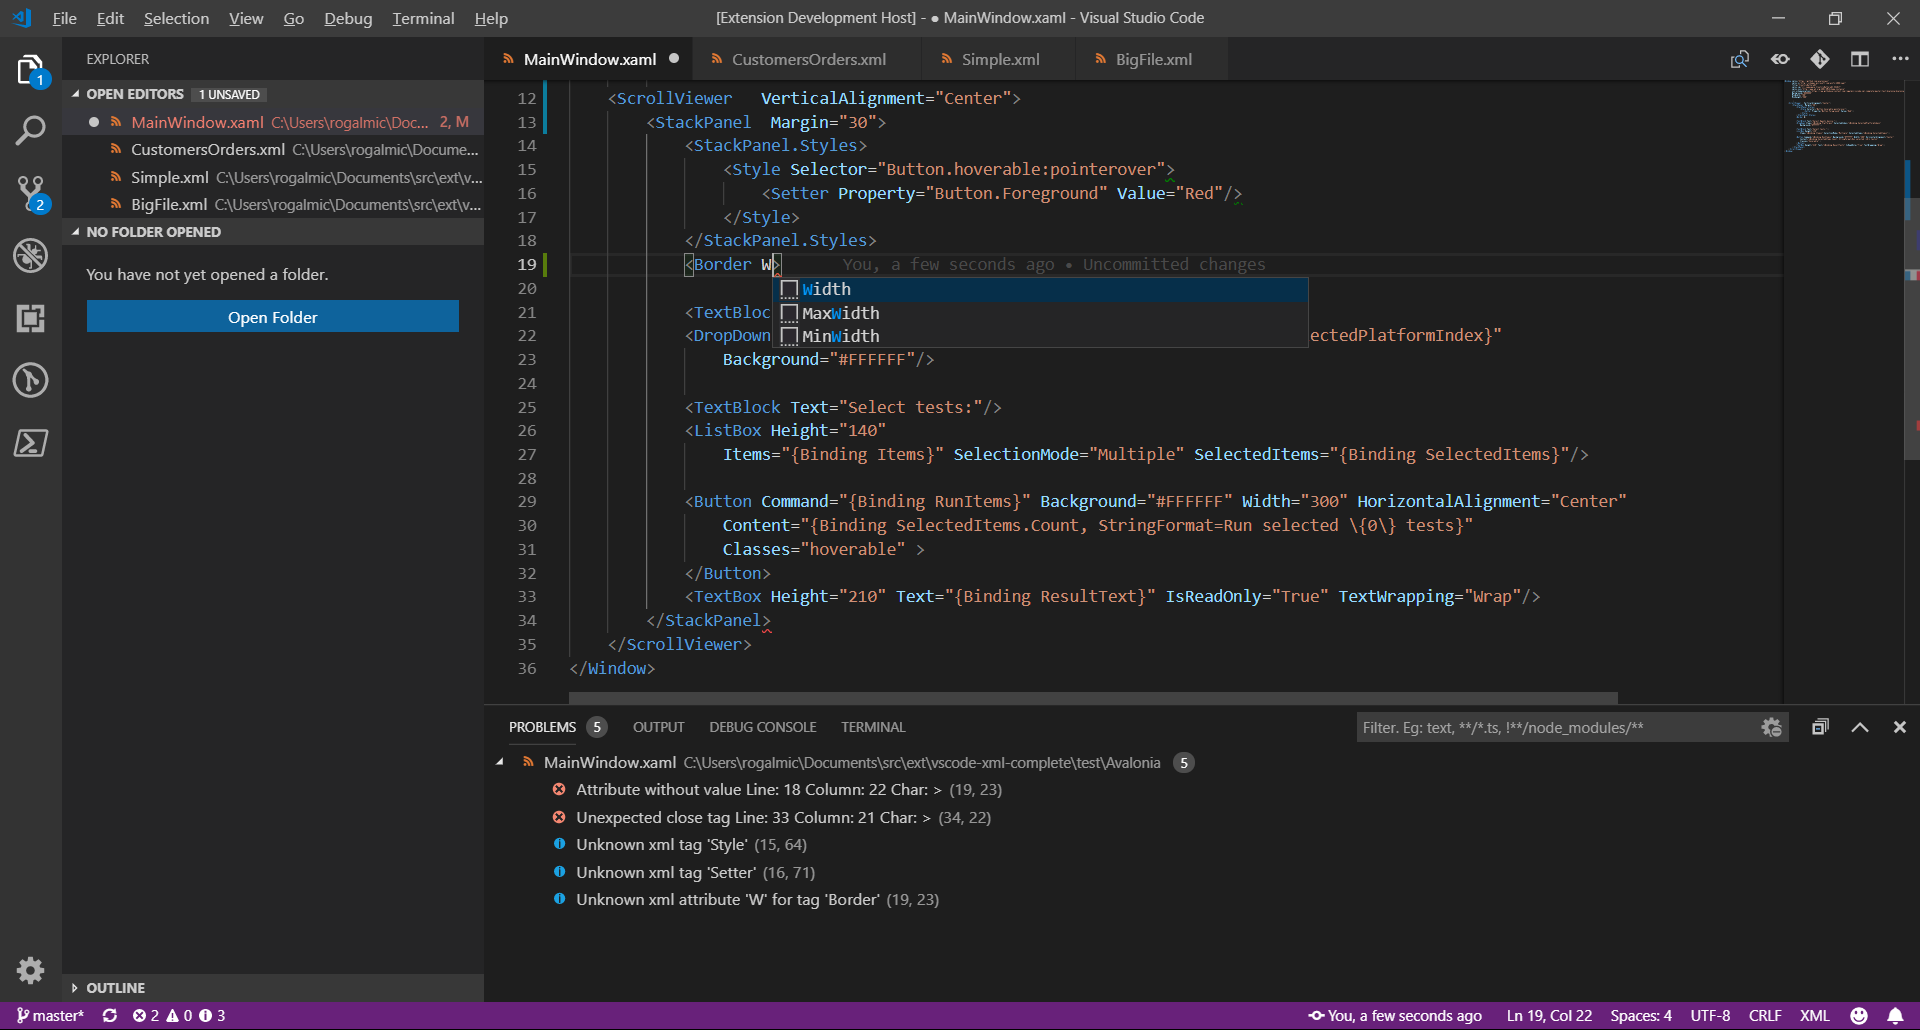 File Edit Selection View Go Debug Terminal Help
[Extension Development Host] - ● MainWindow.xaml - Visual Studio Code
EXPLORER
OPEN EDITORS 1 UNSAVED
MainWindow.xaml C:\Users\rogalmic\Doc... 2, M
CustomersOrders.xml C:\Users\rogalmic\Docume...
Simple.xml C:\Users\rogalmic\Documents\src\ext\v...
BigFile.xml C:\Users\rogalmic\Documents\src\ext\v...
NO FOLDER OPENED
You have not yet opened a folder.
Open Folder
OUTLINE
1
2
MainWindow.xaml CustomersOrders.xml Simple.xml BigFile.xml
12 <ScrollViewer   VerticalAlignment="Center">
13 <StackPanel  Margin="30">
14 <StackPanel.Styles>
15 <Style Selector="Button.hoverable:pointerover">
16 <Setter Property="Button.Foreground" Value="Red"/>
17 </Style>
18 </StackPanel.Styles>
19 <Border W> You, a few seconds ago • Uncommitted changes
20
Width
MaxWidth
MinWidth
21 <TextBloc
22 <DropDown ectedPlatformIndex}"
23 Background="#FFFFFF"/>
24
25 <TextBlock Text="Select tests:"/>
26 <ListBox Height="140"
27 Items="{Binding Items}" SelectionMode="Multiple" SelectedItems="{Binding SelectedItems}"/>
28
29 <Button Command="{Binding RunItems}" Background="#FFFFFF" Width="300" HorizontalAlignment="Center"
30 Content="{Binding SelectedItems.Count, StringFormat=Run selected \{0\} tests}"
31 Classes="hoverable" >
32 </Button>
33 <TextBox Height="210" Text="{Binding ResultText}" IsReadOnly="True" TextWrapping="Wrap"/>
34 </StackPanel>
35 </ScrollViewer>
36 </Window>
PROBLEMS 5 OUTPUT DEBUG CONSOLE TERMINAL
Filter. Eg: text, **/*.ts, !**/node_modules/**
MainWindow.xaml C:\Users\rogalmic\Documents\src\ext\vscode-xml-complete\test\Avalonia 5
Attribute without value Line: 18 Column: 22 Char: > (19, 23)
Unexpected close tag Line: 33 Column: 21 Char: > (34, 22)
Unknown xml tag 'Style' (15, 64)
Unknown xml tag 'Setter' (16, 71)
Unknown xml attribute 'W' for tag 'Border' (19, 23)
master* 2 0 3
You, a few seconds ago Ln 19, Col 22 Spaces: 4 UTF-8 CRLF XML